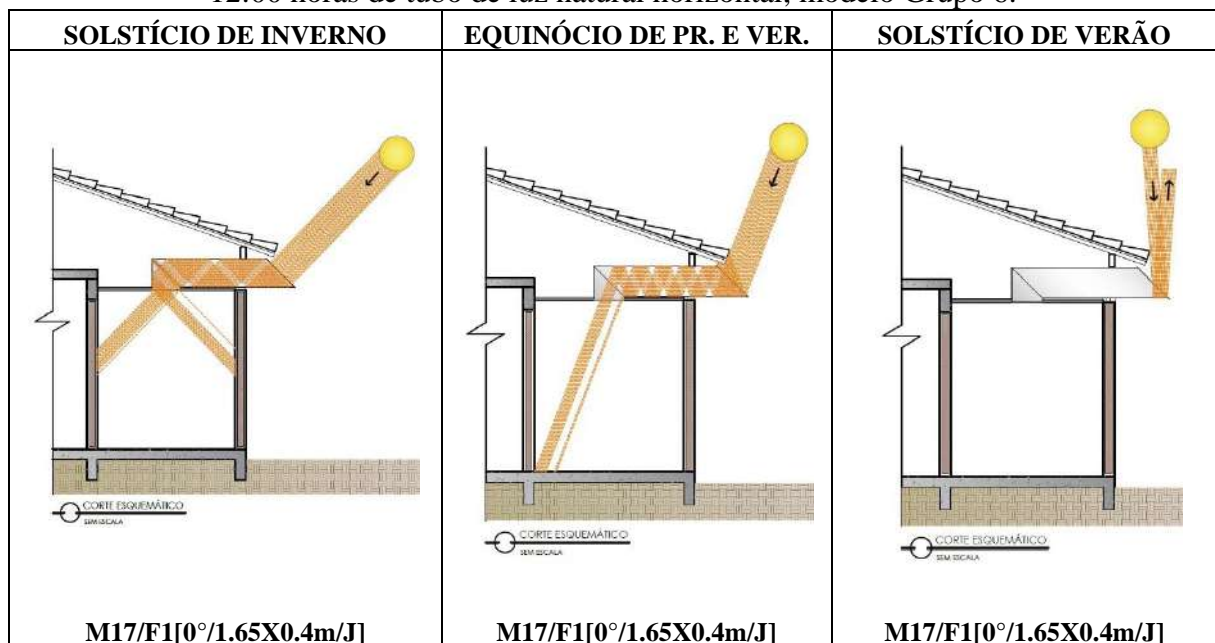 12:00 horas de tubo de luz natural horizontal, modelo Grupo 6.
SOLSTÍCIO DE INVERNO
EQUINÓCIO DE PR. E VER.
SOLSTÍCIO DE VERÃO
CORTE ESQUEMÁTICO
SEM ESCALA
CORTE ESQUEMÁTICO
SEM ESCALA
CORTE ESQUEMÁTICO
SEM ESCALA
M17/F1[0°/1.65X0.4m/J]
M17/F1[0°/1.65X0.4m/J]
M17/F1[0°/1.65X0.4m/J]